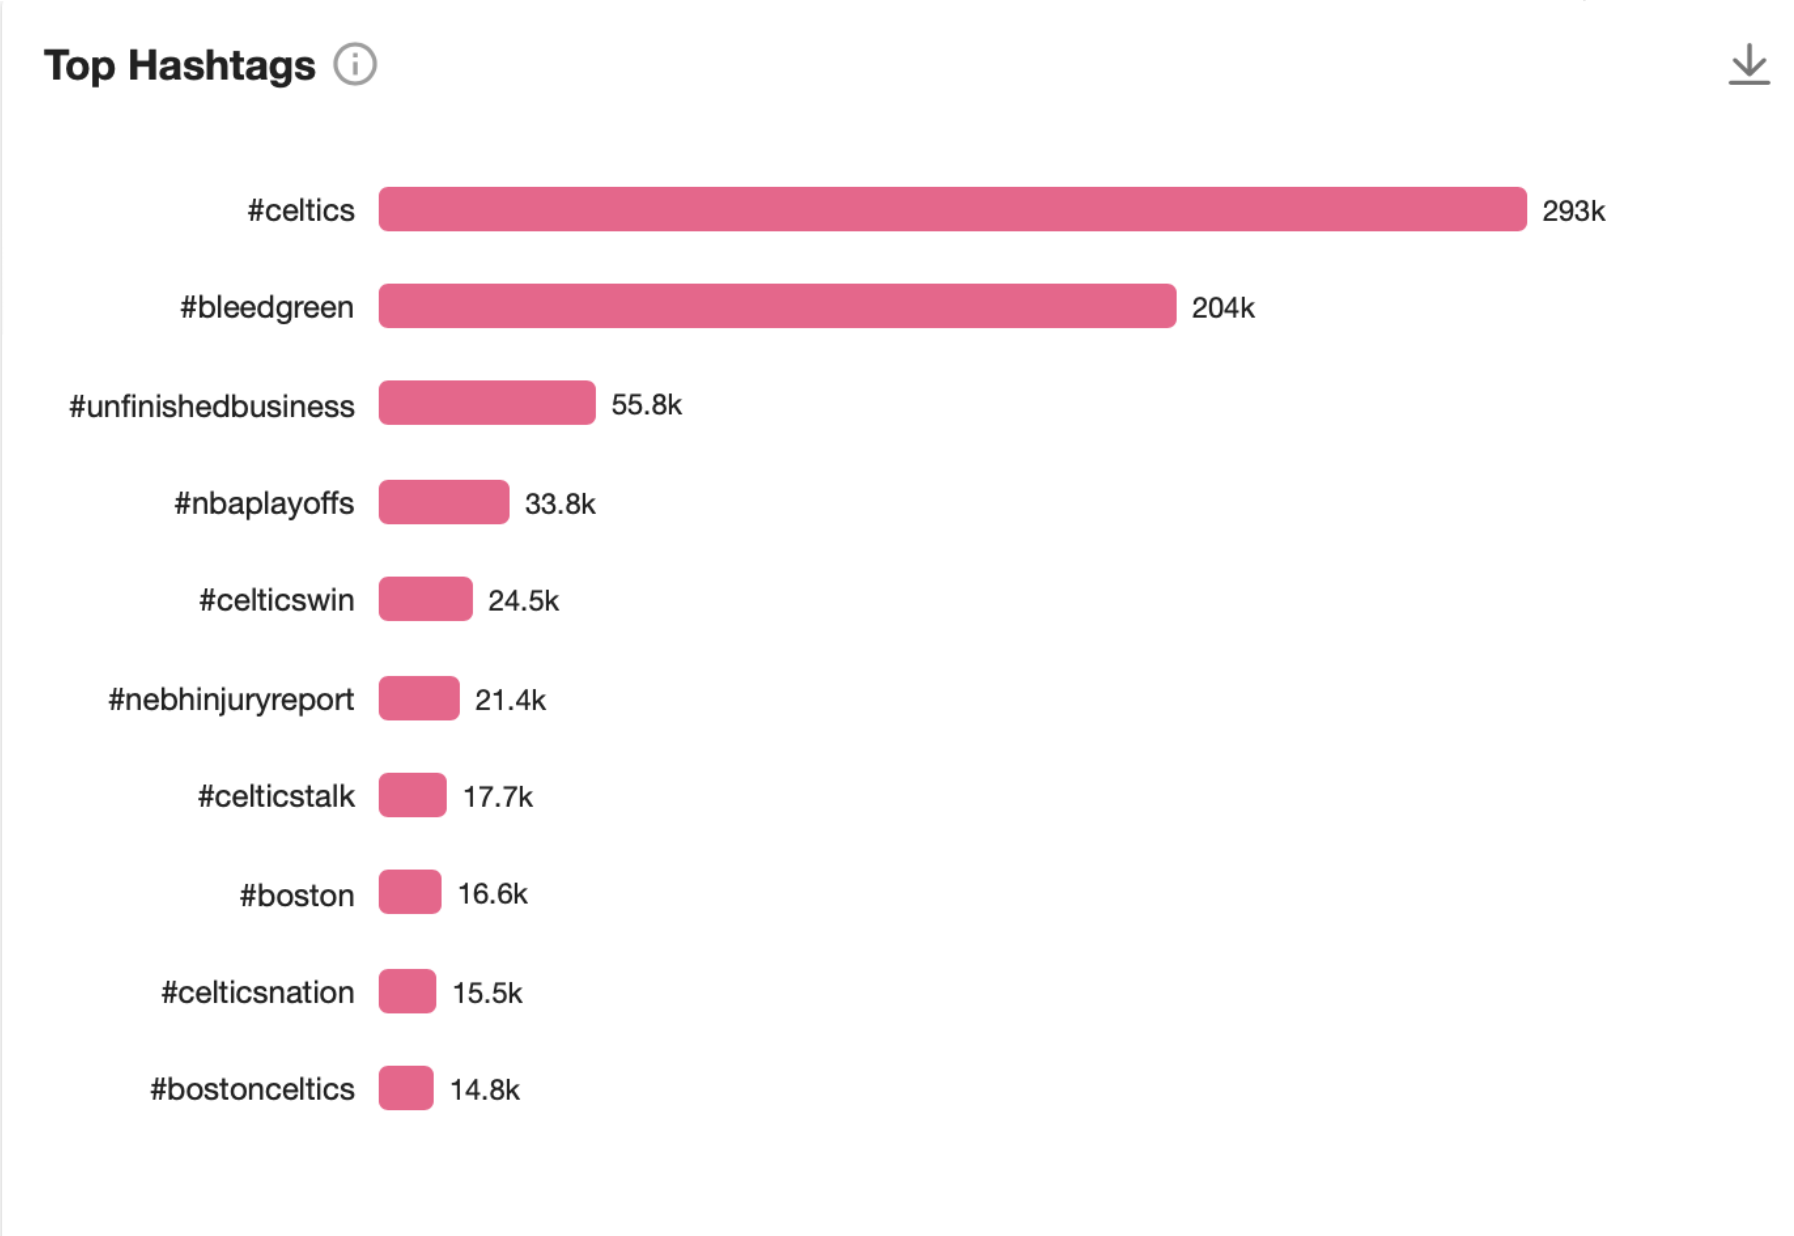 Top Hashtags
#celtics 293k
#bleedgreen 204k
#unfinishedbusiness 55.8k
#nbaplayoffs 33.8k
#celticswin 24.5k
#nebhinjuryreport 21.4k
#celticstalk 17.7k
#boston 16.6k
#celticsnation 15.5k
#bostonceltics 14.8k